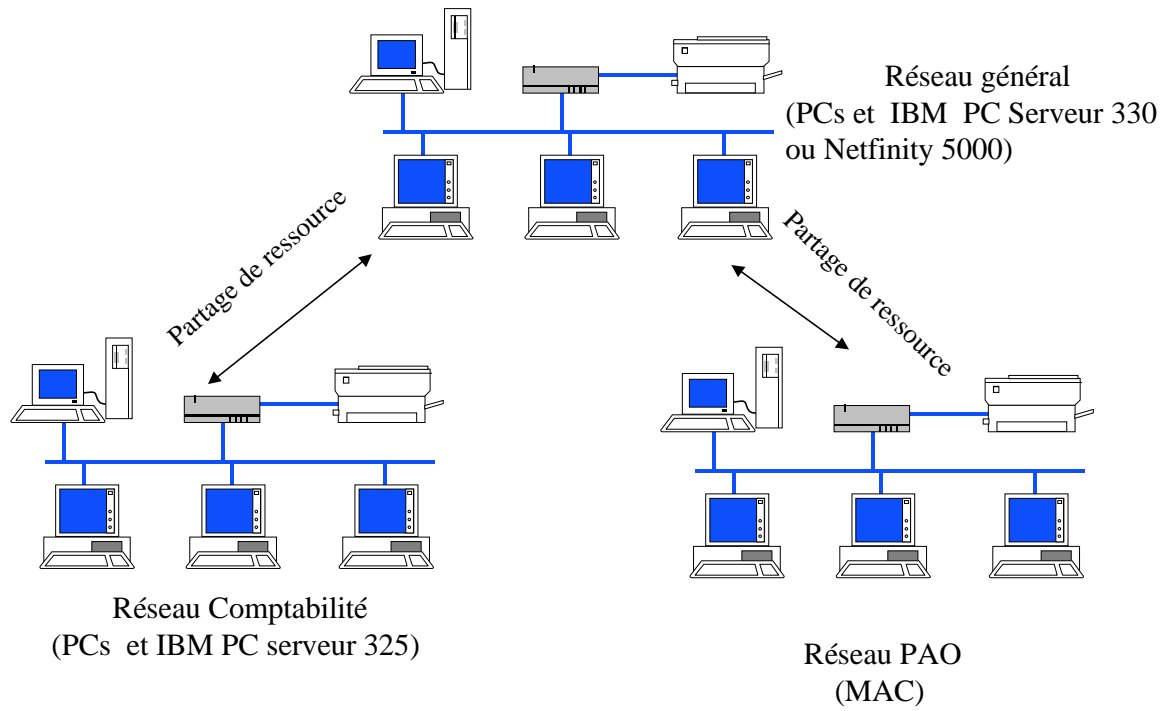 Réseau général
(PCs et IBM PC Serveur 330
ou Netfinity 5000)
Partage de ressource
Partage de ressource
Réseau Comptabilité
(PCs et IBM PC serveur 325)
Réseau PAO
(MAC)